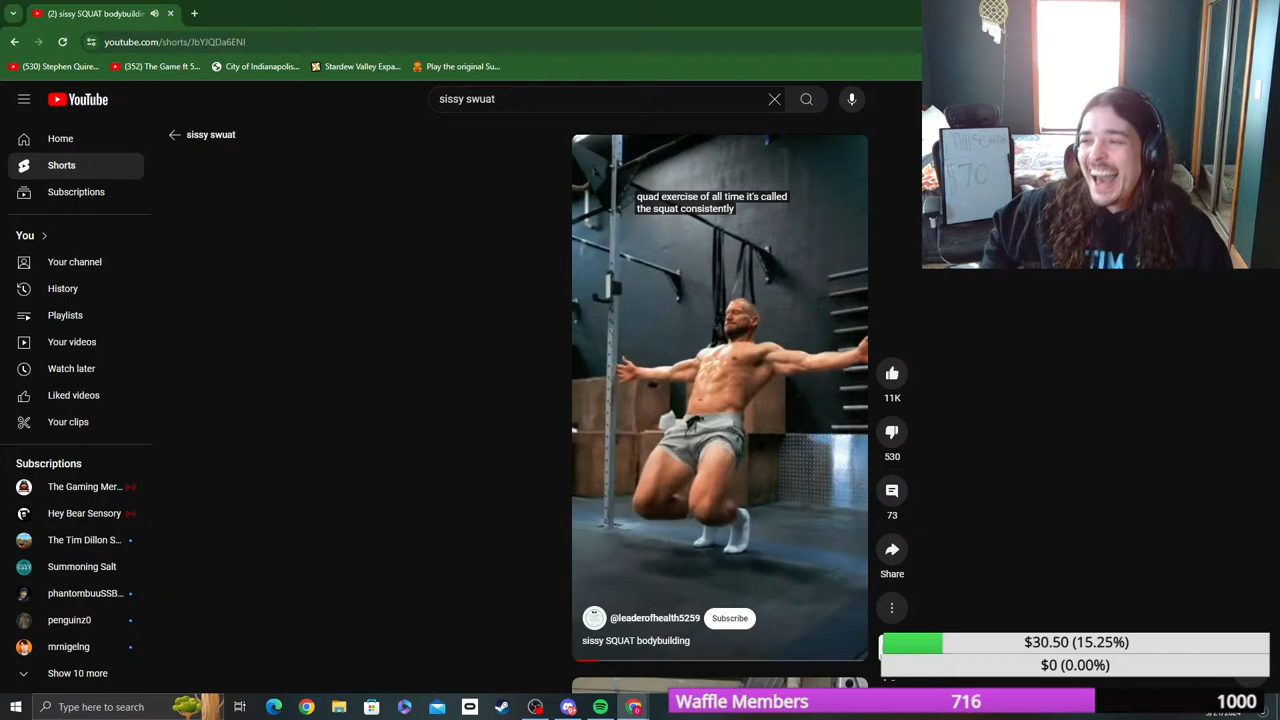 (2) sissy SQUAT bodybuildin
youtube.com/shorts/JbYJQDa6ENI
(530) Stephen Quire...
(352) The Game ft 5...
City of Indianapolis...
Stardew Valley Expa...
Play the original Su...
YouTube
sissy swuat
Home
sissy swuat
Shorts
Subscriptions
You
Your channel
History
Playlists
Your videos
Watch later
Liked videos
Your clips
Subscriptions
The Gaming Mer...
Hey Bear Sensory
The Tim Dillon S...
Summoning Salt
phantombuuSSB...
penguinz0
mrnigelng
Show 10 more
quad exercise of all time it's called
the squat consistently
@leaderofhealth5259
Subscribe
sissy SQUAT bodybuilding
11K
530
73
Share
70
$30.50 (15.25%)
$0 (0.00%)
Waffle Members 716 1000
Type here to search